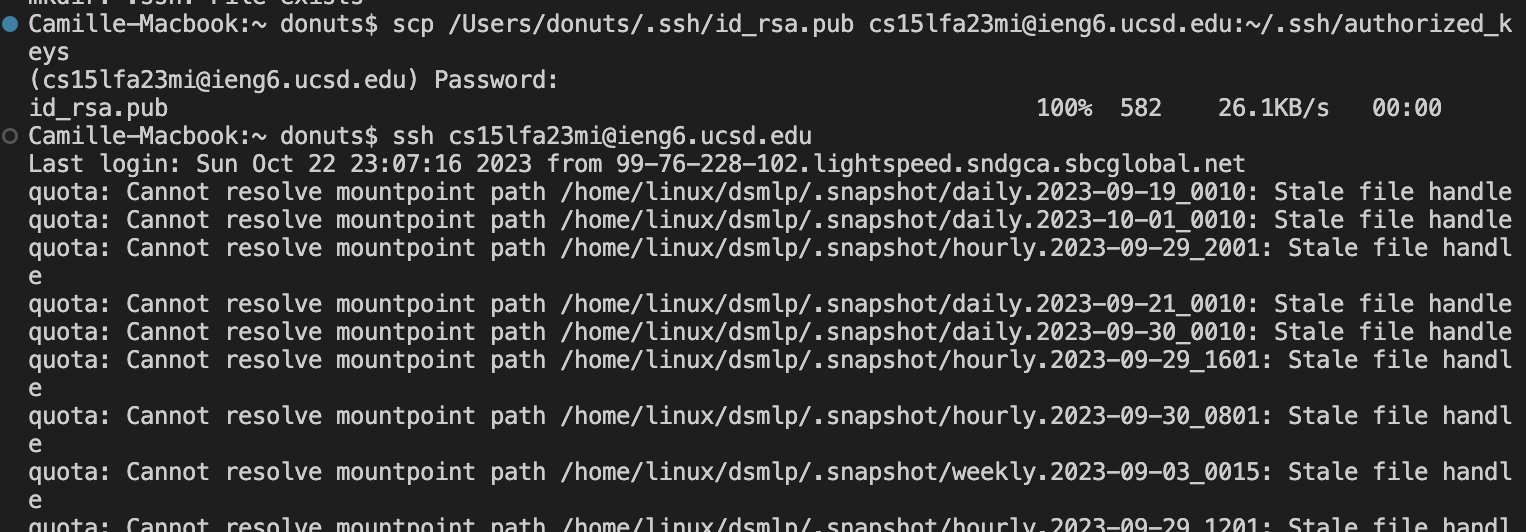 mkdir: .ssh: File exists
Camille-Macbook:~ donuts$ scp /Users/donuts/.ssh/id_rsa.pub cs15lfa23mi@ieng6.ucsd.edu:~/.ssh/authorized_k
eys
(cs15lfa23mi@ieng6.ucsd.edu) Password:
id_rsa.pub 100% 582 26.1KB/s 00:00
Camille-Macbook:~ donuts$ ssh cs15lfa23mi@ieng6.ucsd.edu
Last login: Sun Oct 22 23:07:16 2023 from 99-76-228-102.lightspeed.sndgca.sbcglobal.net
quota: Cannot resolve mountpoint path /home/linux/dsmlp/.snapshot/daily.2023-09-19_0010: Stale file handle
quota: Cannot resolve mountpoint path /home/linux/dsmlp/.snapshot/daily.2023-10-01_0010: Stale file handle
quota: Cannot resolve mountpoint path /home/linux/dsmlp/.snapshot/hourly.2023-09-29_2001: Stale file handl
e
quota: Cannot resolve mountpoint path /home/linux/dsmlp/.snapshot/daily.2023-09-21_0010: Stale file handle
quota: Cannot resolve mountpoint path /home/linux/dsmlp/.snapshot/daily.2023-09-30_0010: Stale file handle
quota: Cannot resolve mountpoint path /home/linux/dsmlp/.snapshot/hourly.2023-09-29_1601: Stale file handl
e
quota: Cannot resolve mountpoint path /home/linux/dsmlp/.snapshot/hourly.2023-09-30_0801: Stale file handl
e
quota: Cannot resolve mountpoint path /home/linux/dsmlp/.snapshot/weekly.2023-09-03_0015: Stale file handl
e
quota: Cannot resolve mountpoint path /home/linux/dsmlp/.snapshot/hourly.2023-09-29_1201: Stale file handl